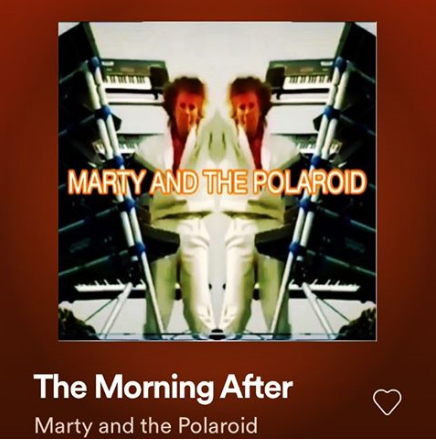 MARTY AND THE POLAROID
The Morning After
Marty and the Polaroid